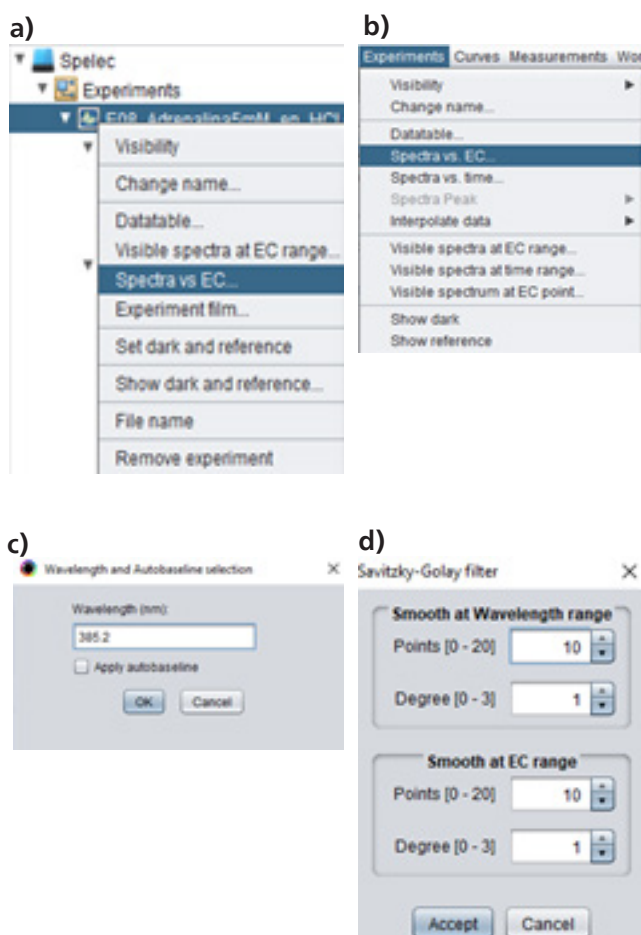 a)
Spelec
Experiments
E08_Adrenalina5mM_en_HCl
Visibility
Change name...
Datatable...
Visible spectra at EC range...
Spectra vs EC...
Experiment film...
Set dark and reference
Show dark and reference...
File name
Remove experiment
b)
Experiments Curves Measurements
Visibility
Change name...
Datatable...
Spectra vs. EC...
Spectra vs. time...
Spectra Peak
Interpolate data
Visible spectra at EC range...
Visible spectra at time range...
Visible spectrum at EC point...
Show dark
Show reference
c)
Wavelength and Autobaseline selection
Wavelength (nm):
385.2
Apply autobaseline
OK Cancel
d)
Savitzky-Golay filter
Smooth at Wavelength range
Points [0 - 20] 10
Degree [0 - 3] 1
Smooth at EC range
Points [0 - 20] 10
Degree [0 - 3] 1
Accept Cancel